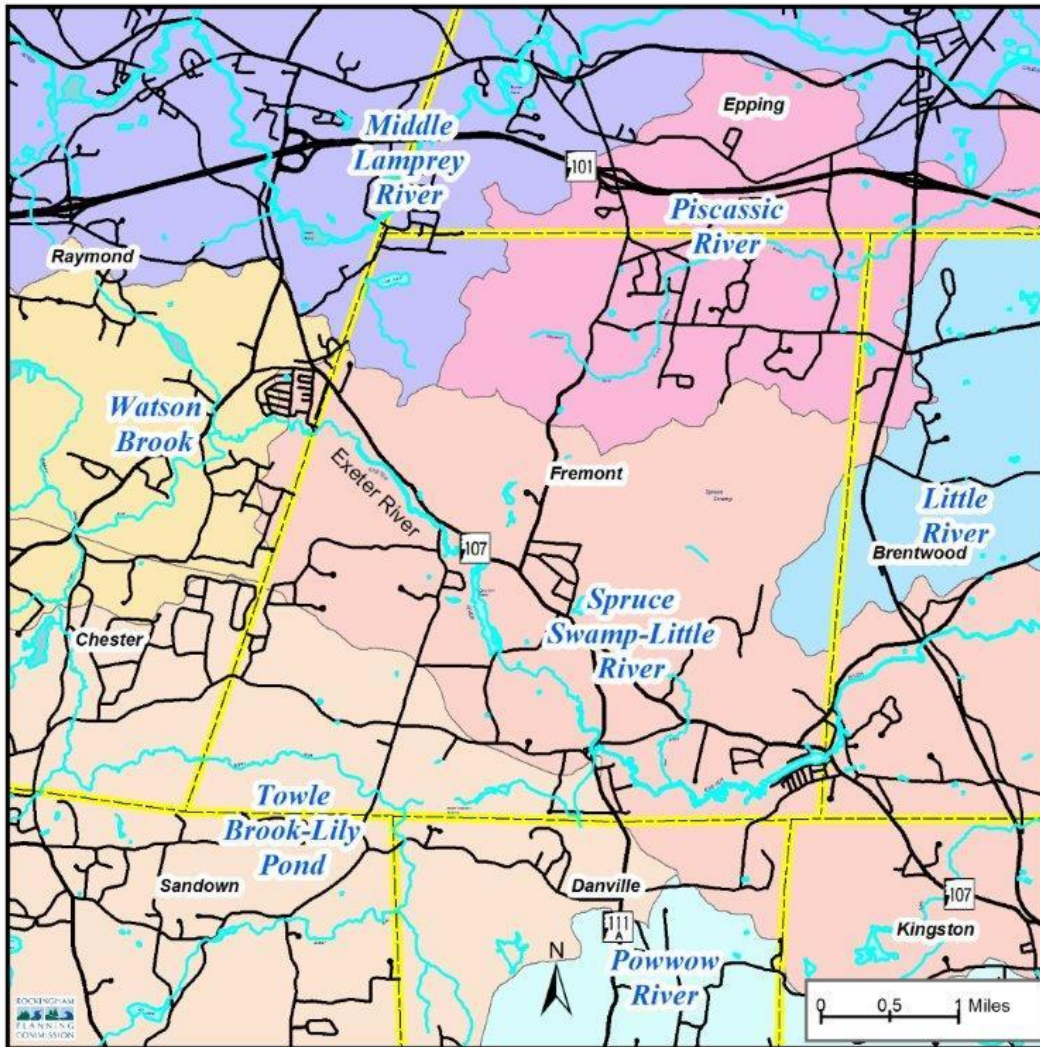 Epping
Middle
Lamprey
River
101
Piscassic
River
Raymond
Watson
Brook
Exeter River
Fremont
Spruce
Swamp
107
Little
River
Brentwood
Spruce
Swamp-Little
River
Chester
Towle
Brook-Lily
Pond
Sandown
Danville
107
Kingston
111
A
N
Powwow
River
0 0.5 1 Miles
ROCKINGHAM
PLANNING
COMMISSION